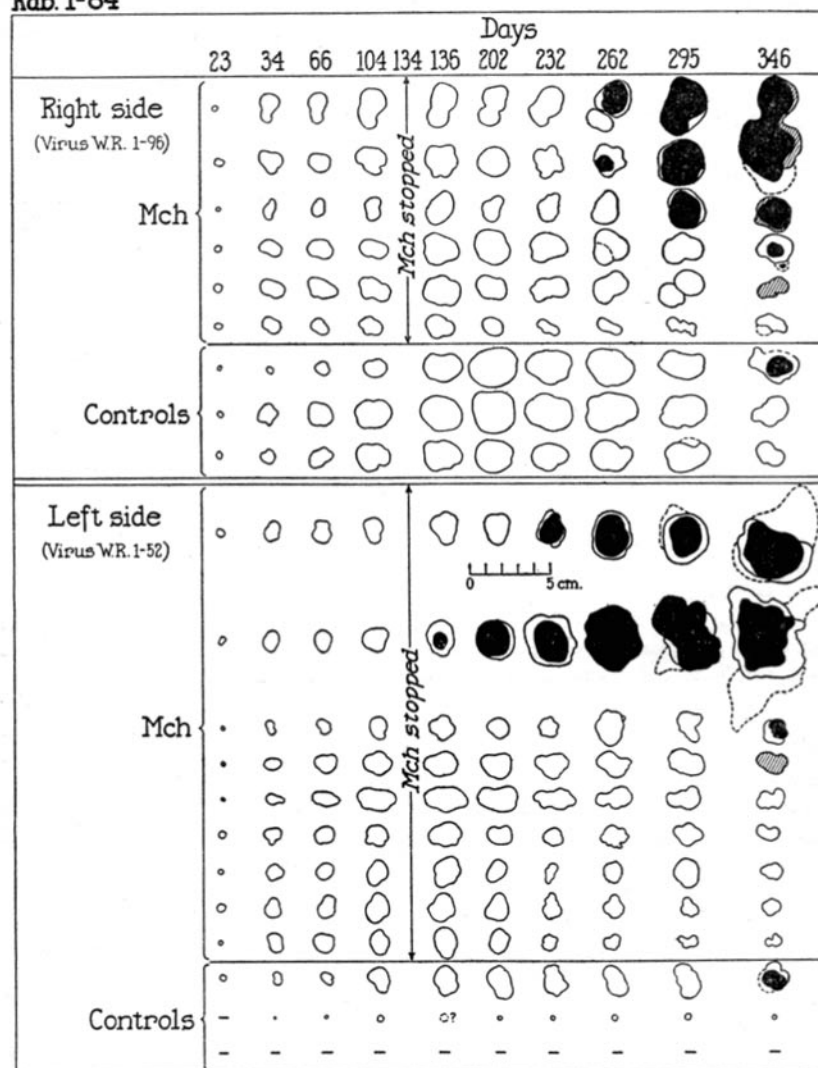 Rab. 1-84
Days
23 34 66 104 134 136 202 232 262 295 346
Right side
(Virus W.R. 1-96)
Mch
Mch stopped
Controls
Left side
(Virus W.R. 1-52)
0 5 cm.
Mch
Mch stopped
Controls
?